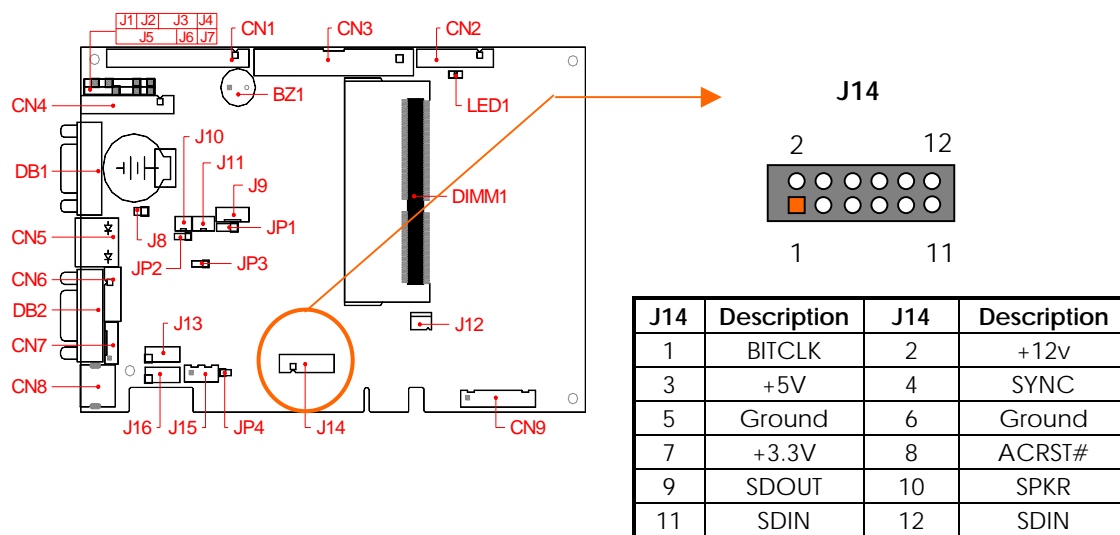 J1 J2 J3 J4
J5 J6 J7
CN1
CN3
CN2
CN4
BZ1
LED1
J14
J10
2 12
DB1
J11
J9
DIMM1
CN5
J8
JP1
1 11
JP2
JP3
CN6
DB2
J13
J12
CN7
CN8
J16 J15 JP4 J14 CN9
J14 Description J14 Description
1 BITCLK 2 +12v
3 +5V 4 SYNC
5 Ground 6 Ground
7 +3.3V 8 ACRST#
9 SDOUT 10 SPKR
11 SDIN 12 SDIN